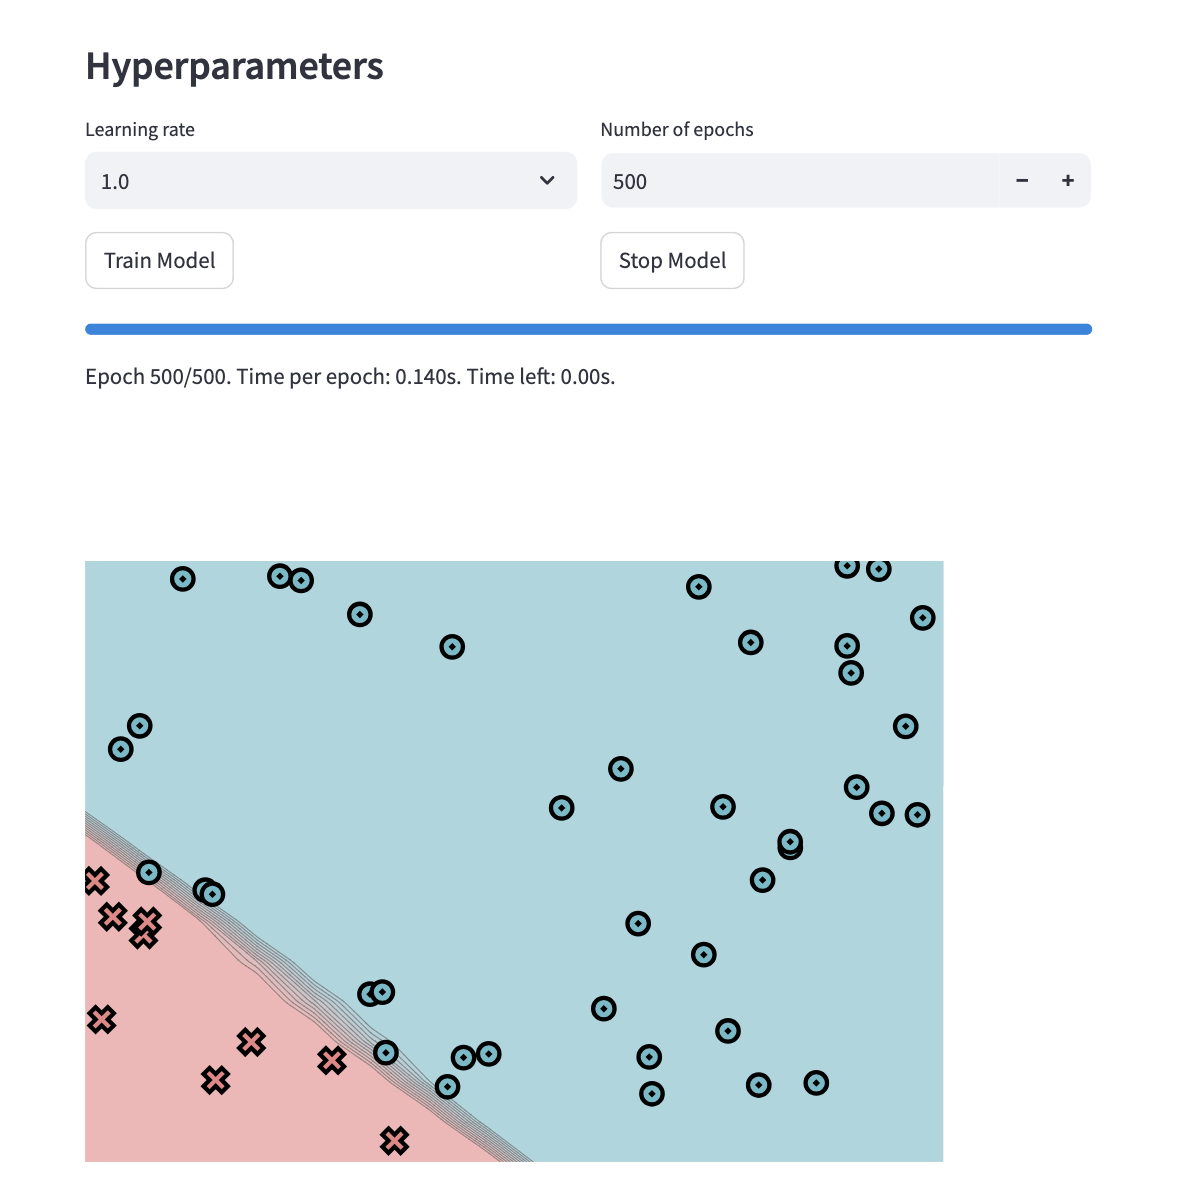 Hyperparameters
Learning rate
Number of epochs
1.0
500
Train Model
Stop Model
Epoch 500/500. Time per epoch: 0.140s. Time left: 0.00s.